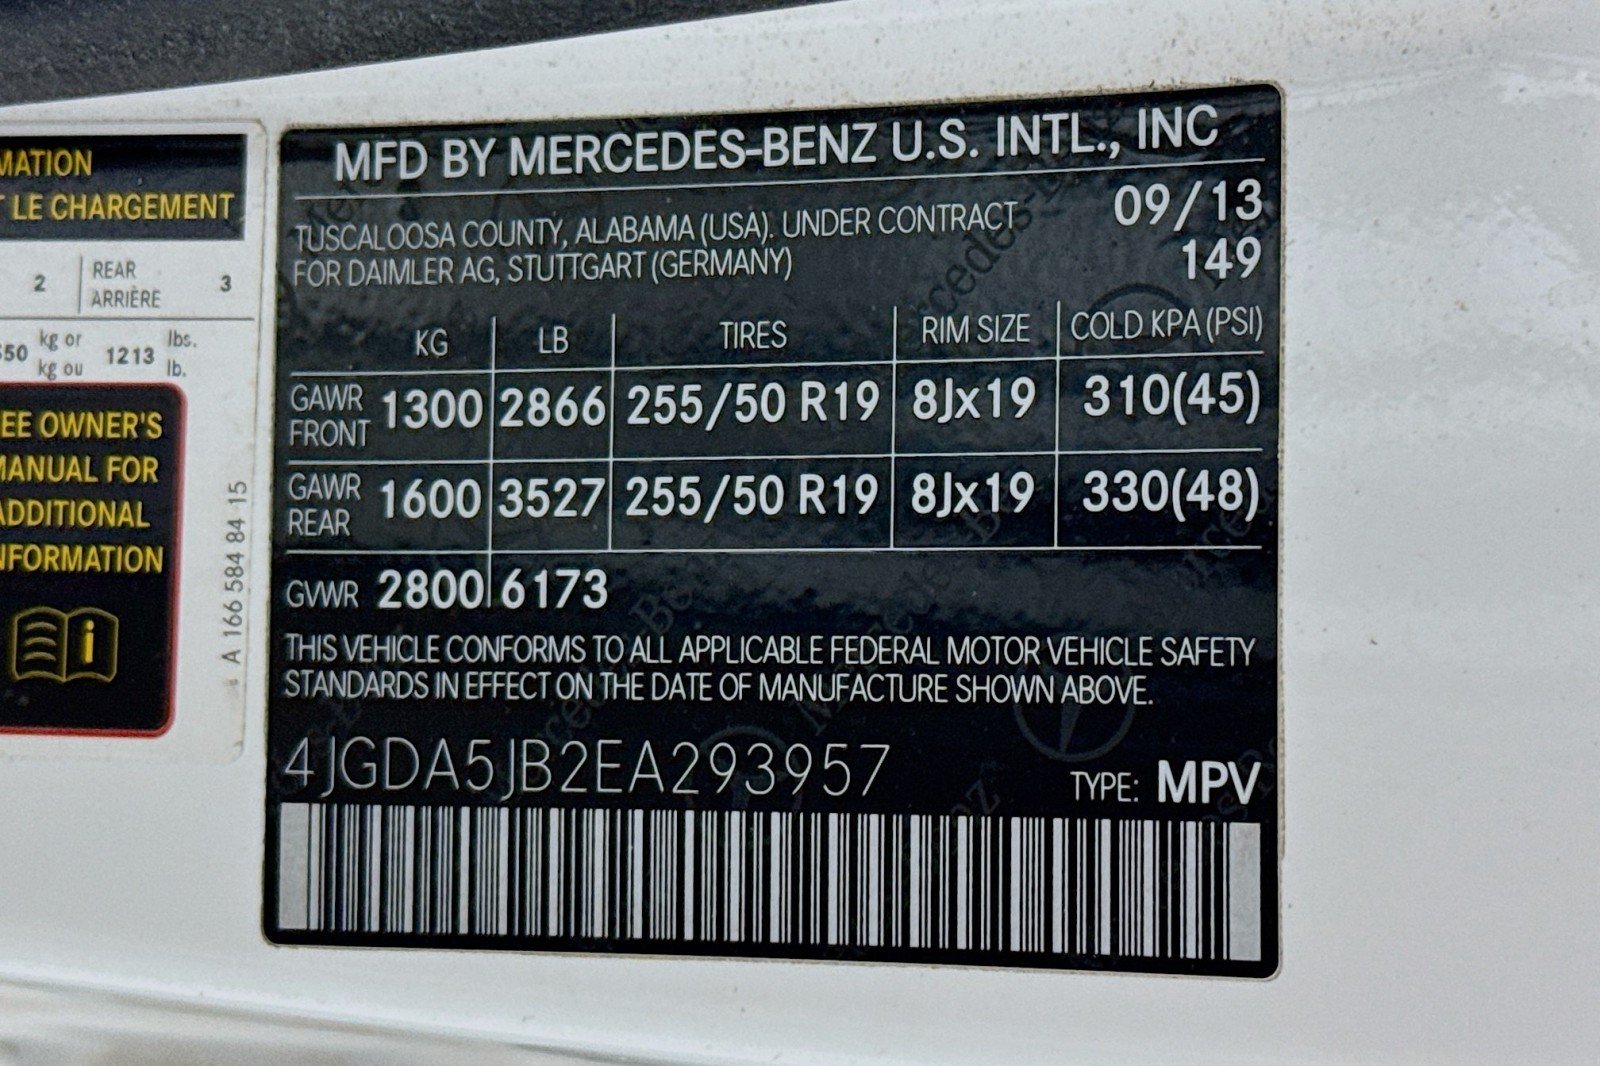 MATION
LE CHARGEMENT
2 REAR ARRIÈRE 3
kg or kg ou 1213 lbs. lb.
EE OWNER'S
MANUAL FOR
ADDITIONAL
INFORMATION
A 166 584 84 15
MFD BY MERCEDES-BENZ U.S. INTL., INC
TUSCALOOSA COUNTY, ALABAMA (USA). UNDER CONTRACT
FOR DAIMLER AG, STUTTGART (GERMANY)
09/13
149
KG LB TIRES RIM SIZE COLD KPA (PSI)
GAWR FRONT 1300 2866 255/50 R19 8Jx19 310(45)
GAWR REAR 1600 3527 255/50 R19 8Jx19 330(48)
GVWR 2800 6173
THIS VEHICLE CONFORMS TO ALL APPLICABLE FEDERAL MOTOR VEHICLE SAFETY
STANDARDS IN EFFECT ON THE DATE OF MANUFACTURE SHOWN ABOVE.
4JGDA5JB2EA293957
TYPE: MPV